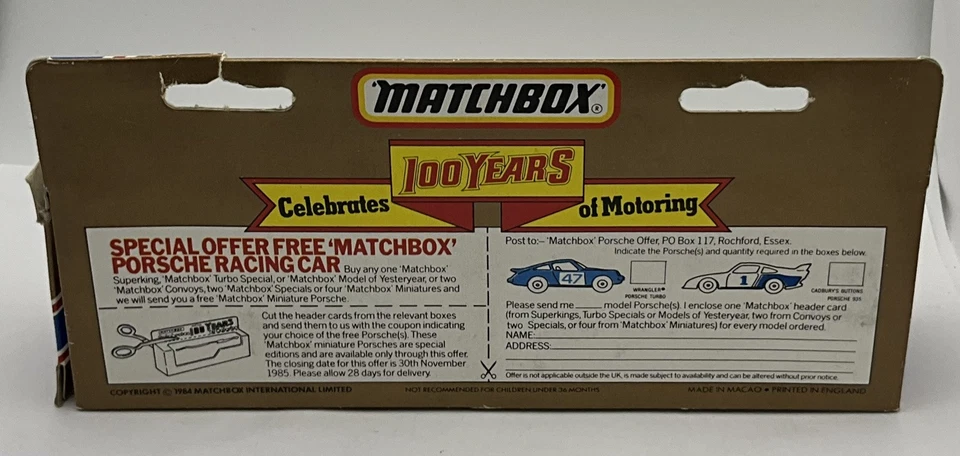 'MATCHBOX'®
100 YEARS
Celebrates of Motoring
SPECIAL OFFER FREE 'MATCHBOX'
PORSCHE RACING CAR Buy any one 'Matchbox'
Superking, 'Matchbox' Turbo Special, or 'Matchbox' Model of Yesteryear, or two
'Matchbox' Convoys, two 'Matchbox' Specials or four 'Matchbox' Miniatures and
we will send you a free 'Matchbox' Miniature Porsche.
100 YEARS
Cut the header cards from the relevant boxes
and send them to us with the coupon indicating
your choice of the free Porsche(s). These
'Matchbox' miniature Porsches are special
editions and are available only through this offer.
The closing date for this offer is 30th November
1985. Please allow 28 days for delivery.
Post to:– 'Matchbox' Porsche Offer, PO Box 117, Rochford, Essex.
Indicate the Porsche(s) and quantity required in the boxes below.
47
WRANGLER®
PORSCHE TURBO
1
CADBURY'S BUTTONS
PORSCHE 935
Please send me model Porsche(s). I enclose one 'Matchbox' header card
(from Superkings, Turbo Specials or Models of Yesteryear, two from Convoys or
two Specials, or four from 'Matchbox' Miniatures) for every model ordered.
NAME:
ADDRESS:
Offer is not applicable outside the UK, is made subject to availability and can be altered without prior notice.
COPYRIGHT © 1984 MATCHBOX INTERNATIONAL LIMITED
NOT RECOMMENDED FOR CHILDREN UNDER 36 MONTHS
MADE IN MACAO • PRINTED IN ENGLAND